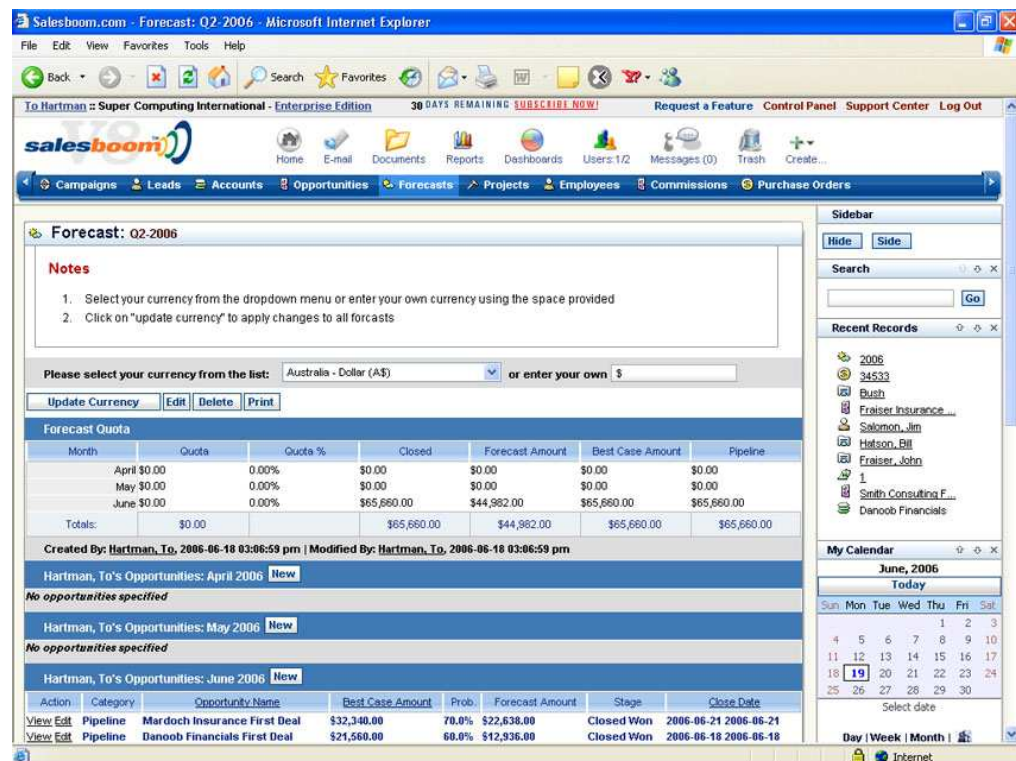 Salesboom.com - Forecast: Q2-2006 - Microsoft Internet Explorer
File Edit View Favorites Tools Help
Back Search Favorites
To Hartman :: Super Computing International - Enterprise Edition 30 DAYS REMAINING SUBSCRIBE NOW! Request a Feature Control Panel Support Center Log Out
V8
salesboom
Home E-mail Documents Reports Dashboards Users:1/2 Messages (0) Trash Create...
Campaigns Leads Accounts Opportunities Forecasts Projects Employees Commissions Purchase Orders
Forecast: Q2-2006
Notes
1. Select your currency from the dropdown menu or enter your own currency using the space provided
2. Click on "update currency" to apply changes to all forcasts
Please select your currency from the list: Australia - Dollar (A$) or enter your own $
Update Currency Edit Delete Print
Forecast Quota
Month Quota Quota % Closed Forecast Amount Best Case Amount Pipeline
April $0.00 0.00% $0.00 $0.00 $0.00 $0.00
May $0.00 0.00% $0.00 $0.00 $0.00 $0.00
June $0.00 0.00% $65,660.00 $44,982.00 $65,660.00 $65,660.00
Totals: $0.00 $65,660.00 $44,982.00 $65,660.00 $65,660.00
Created By: Hartman, To, 2006-06-18 03:06:59 pm | Modified By: Hartman, To, 2006-06-18 03:06:59 pm
Hartman, To's Opportunities: April 2006 New
No opportunities specified
Hartman, To's Opportunities: May 2006 New
No opportunities specified
Hartman, To's Opportunities: June 2006 New
Action Category Opportunity Name Best Case Amount Prob. Forecast Amount Stage Close Date
View Edit Pipeline Mardoch Insurance First Deal $32,340.00 70.0% $22,638.00 Closed Won 2006-06-21 2006-06-21
View Edit Pipeline Danoob Financials First Deal $21,560.00 60.0% $12,936.00 Closed Won 2006-06-18 2006-06-18
Sidebar
Hide Side
Search
Go
Recent Records
2006
34533
Bush
Fraiser Insurance ...
Salomon, Jim
Hatson, Bill
Fraiser, John
1
Smith Consulting F...
Danoob Financials
My Calendar
June, 2006
Today
Sun Mon Tue Wed Thu Fri Sat
1 2 3
4 5 6 7 8 9 10
11 12 13 14 15 16 17
18 19 20 21 22 23 24
25 26 27 28 29 30
Select date
Day | Week | Month |
Internet